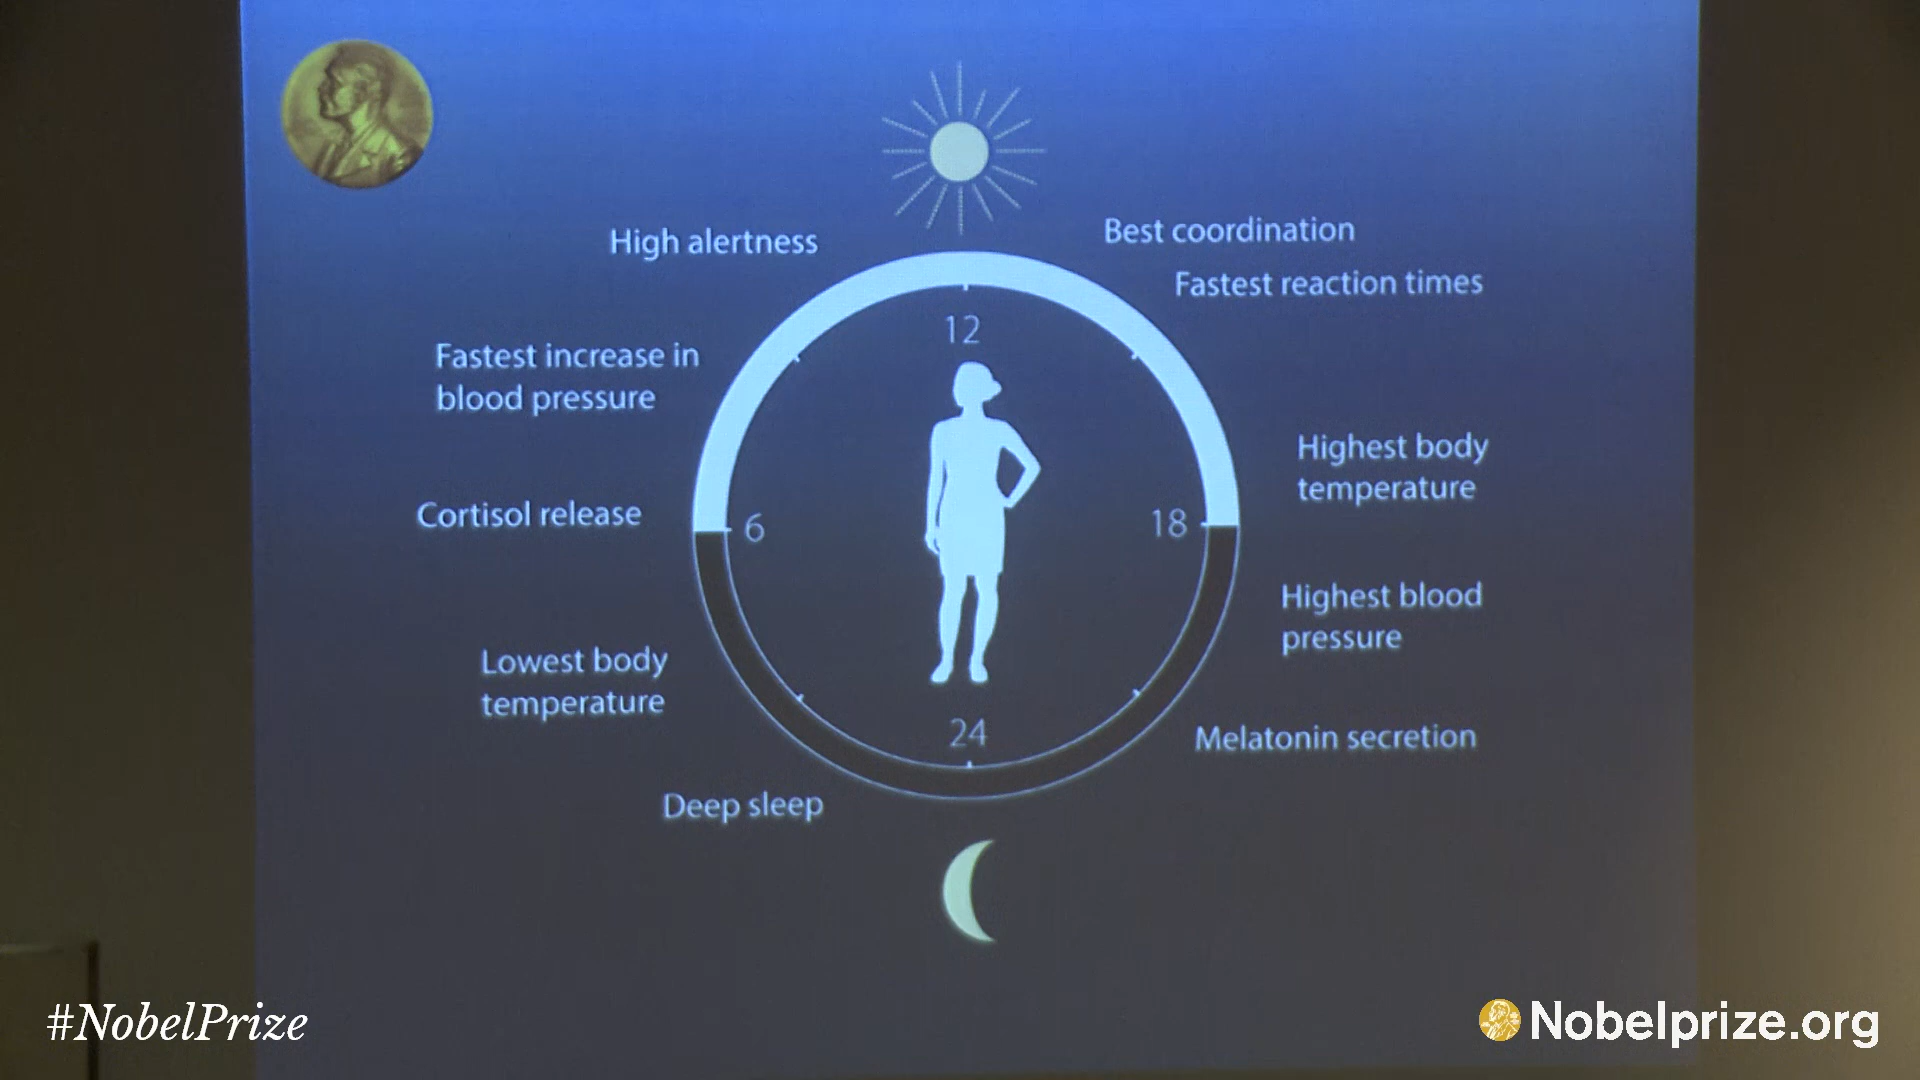 High alertness
Best coordination
Fastest reaction times
12
Fastest increase in
blood pressure
Highest body
temperature
Cortisol release
6
18
Highest blood
pressure
Lowest body
temperature
24
Melatonin secretion
Deep sleep
#NobelPrize
Nobelprize.org